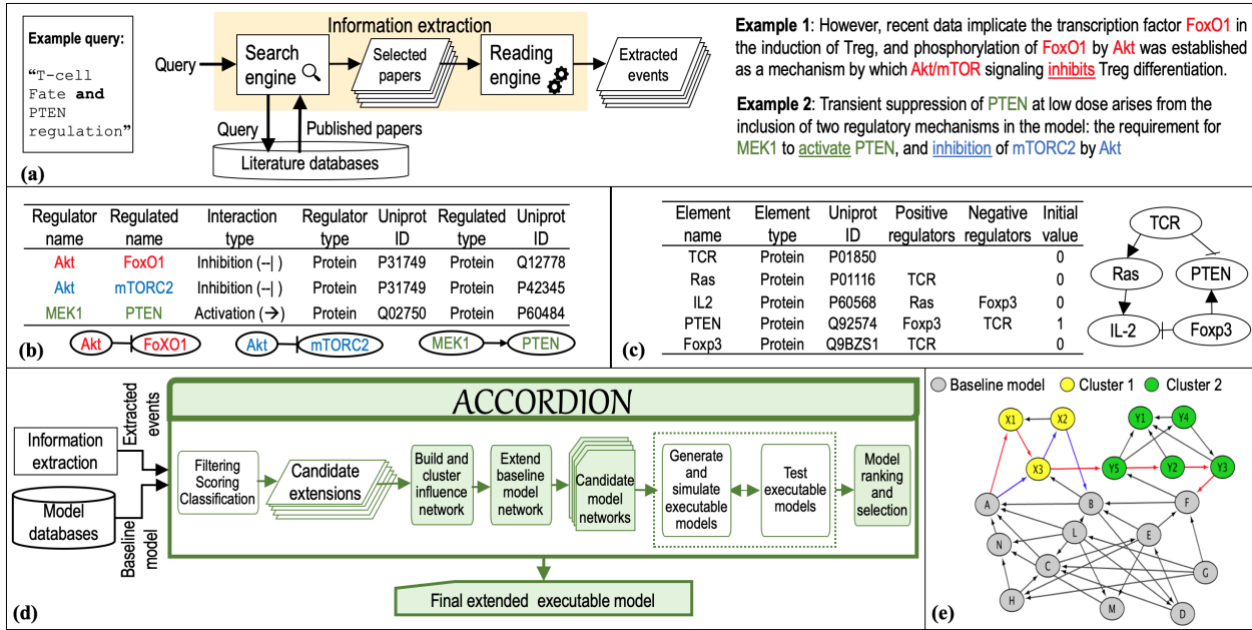 Example query:
“T-cell
Fate and
PTEN
regulation”
(a)
Information extraction
Query
Search
engine
Selected
papers
Reading
engine
Extracted
events
Query
Published papers
Literature databases
Example 1: However, recent data implicate the transcription factor FoxO1 in
the induction of Treg, and phosphorylation of FoxO1 by Akt was established
as a mechanism by which Akt/mTOR signaling inhibits Treg differentiation.
Example 2: Transient suppression of PTEN at low dose arises from the
inclusion of two regulatory mechanisms in the model: the requirement for
MEK1 to activate PTEN, and inhibition of mTORC2 by Akt
Regulator Regulated Interaction Regulator Uniprot Regulated Uniprot
name name type type ID type ID
Akt FoxO1 Inhibition (--| ) Protein P31749 Protein Q12778
Akt mTORC2 Inhibition (--| ) Protein P31749 Protein P42345
MEK1 PTEN Activation (→) Protein Q02750 Protein P60484
(b)
Akt FoXO1 Akt mTORC2 MEK1 PTEN
Element Element Uniprot Positive Negative Initial
name type ID regulators regulators value
TCR Protein P01850 0
Ras Protein P01116 TCR 0
IL2 Protein P60568 Ras Foxp3 0
PTEN Protein Q92574 Foxp3 TCR 1
Foxp3 Protein Q9BZS1 TCR 0
(c)
TCR
Ras PTEN
IL-2 Foxp3
ACCORDION
Information
extraction
Extracted
events
Model
databases
Baseline
model
Filtering
Scoring
Classification
Candidate
extensions
Build and
cluster
influence
network
Extend
baseline
model
network
Candidate
model
networks
Generate
and
simulate
executable
models
Test
executable
models
Model
ranking
and
selection
Final extended executable model
(d)
Baseline model Cluster 1 Cluster 2
X1 X2 Y1 Y4
X3 Y5 Y2 Y3
A B F
N L E
C G
H M D
(e)